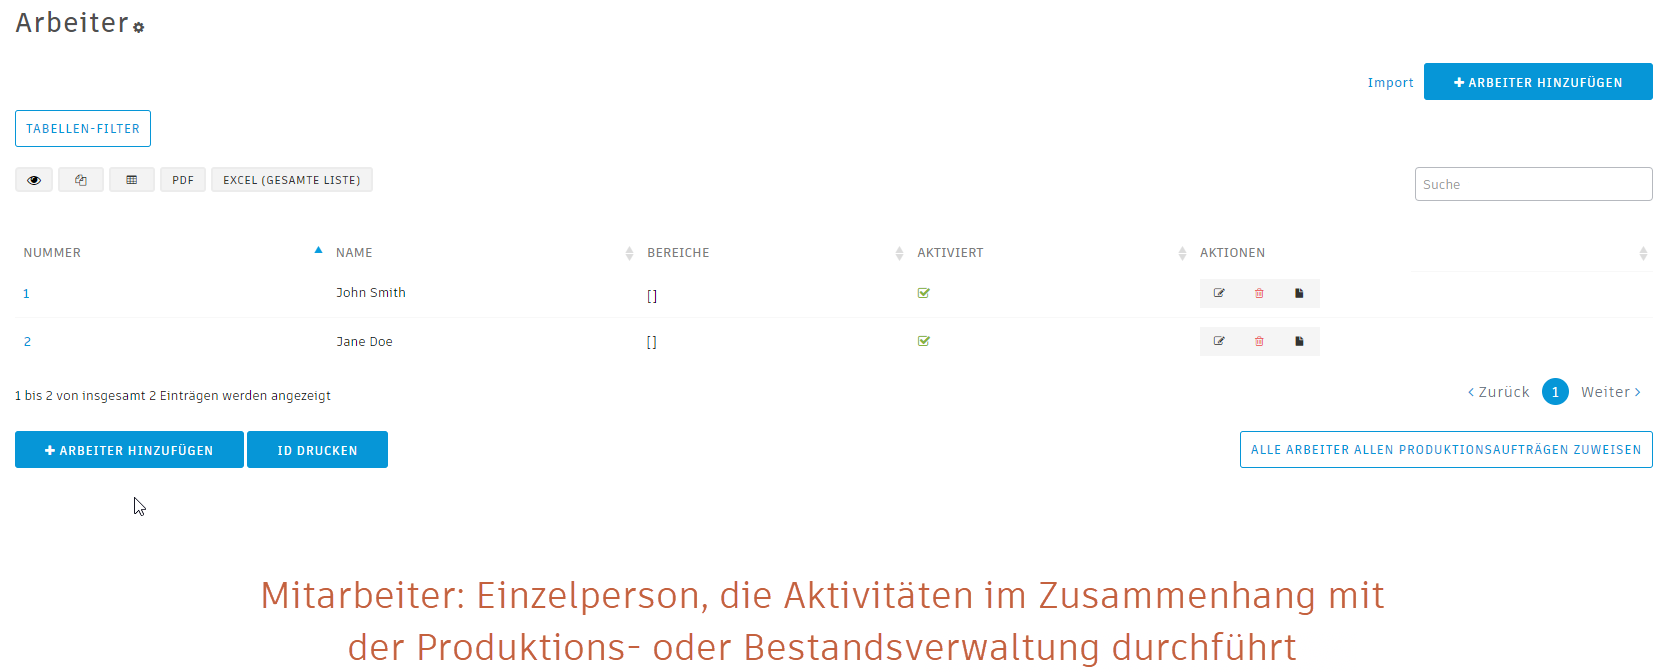 Arbeiter
Import
ARBEITER HINZUFÜGEN
TABELLEN-FILTER
PDF
EXCEL (GESAMTE LISTE)
Suche
NUMMER NAME BEREICHE AKTIVIERT AKTIONEN
1 John Smith []
2 Jane Doe []
1 bis 2 von insgesamt 2 Einträgen werden angezeigt
‹ Zurück 1 Weiter ›
ARBEITER HINZUFÜGEN
ID DRUCKEN
ALLE ARBEITER ALLEN PRODUKTIONSAUFTRÄGEN ZUWEISEN
Mitarbeiter: Einzelperson, die Aktivitäten im Zusammenhang mit
der Produktions- oder Bestandsverwaltung durchführt